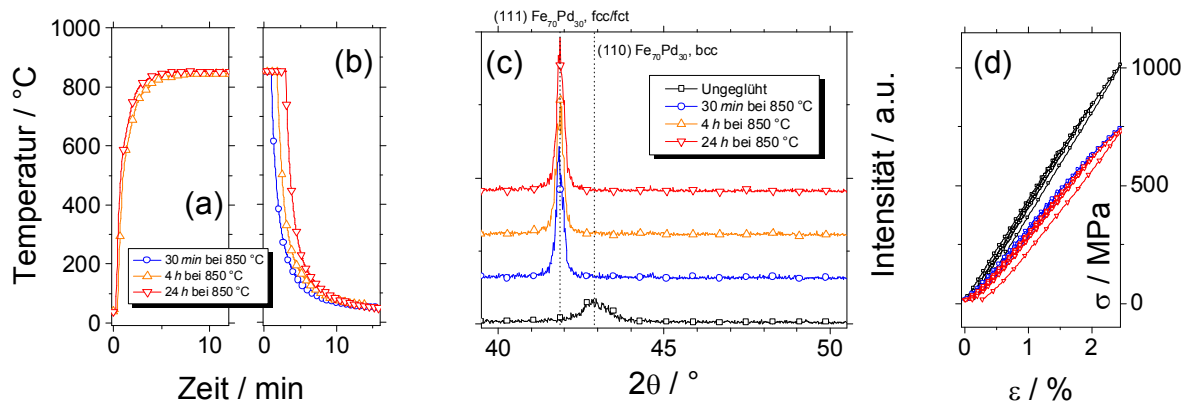 (111) Fe70Pd30, fcc/fct
(110) Fe70Pd30, bcc
(a)
(b)
(c)
(d)
Temperatur / °C
1000
800
600
400
200
0
30 min bei 850 °C
4 h bei 850 °C
24 h bei 850 °C
0
10
0
10
Zeit / min
Ungeglüht
30 min bei 850 °C
4 h bei 850 °C
24 h bei 850 °C
40
45
50
2θ / °
Intensität / a.u.
1000
500
0
σ / MPa
0
1
2
ε / %